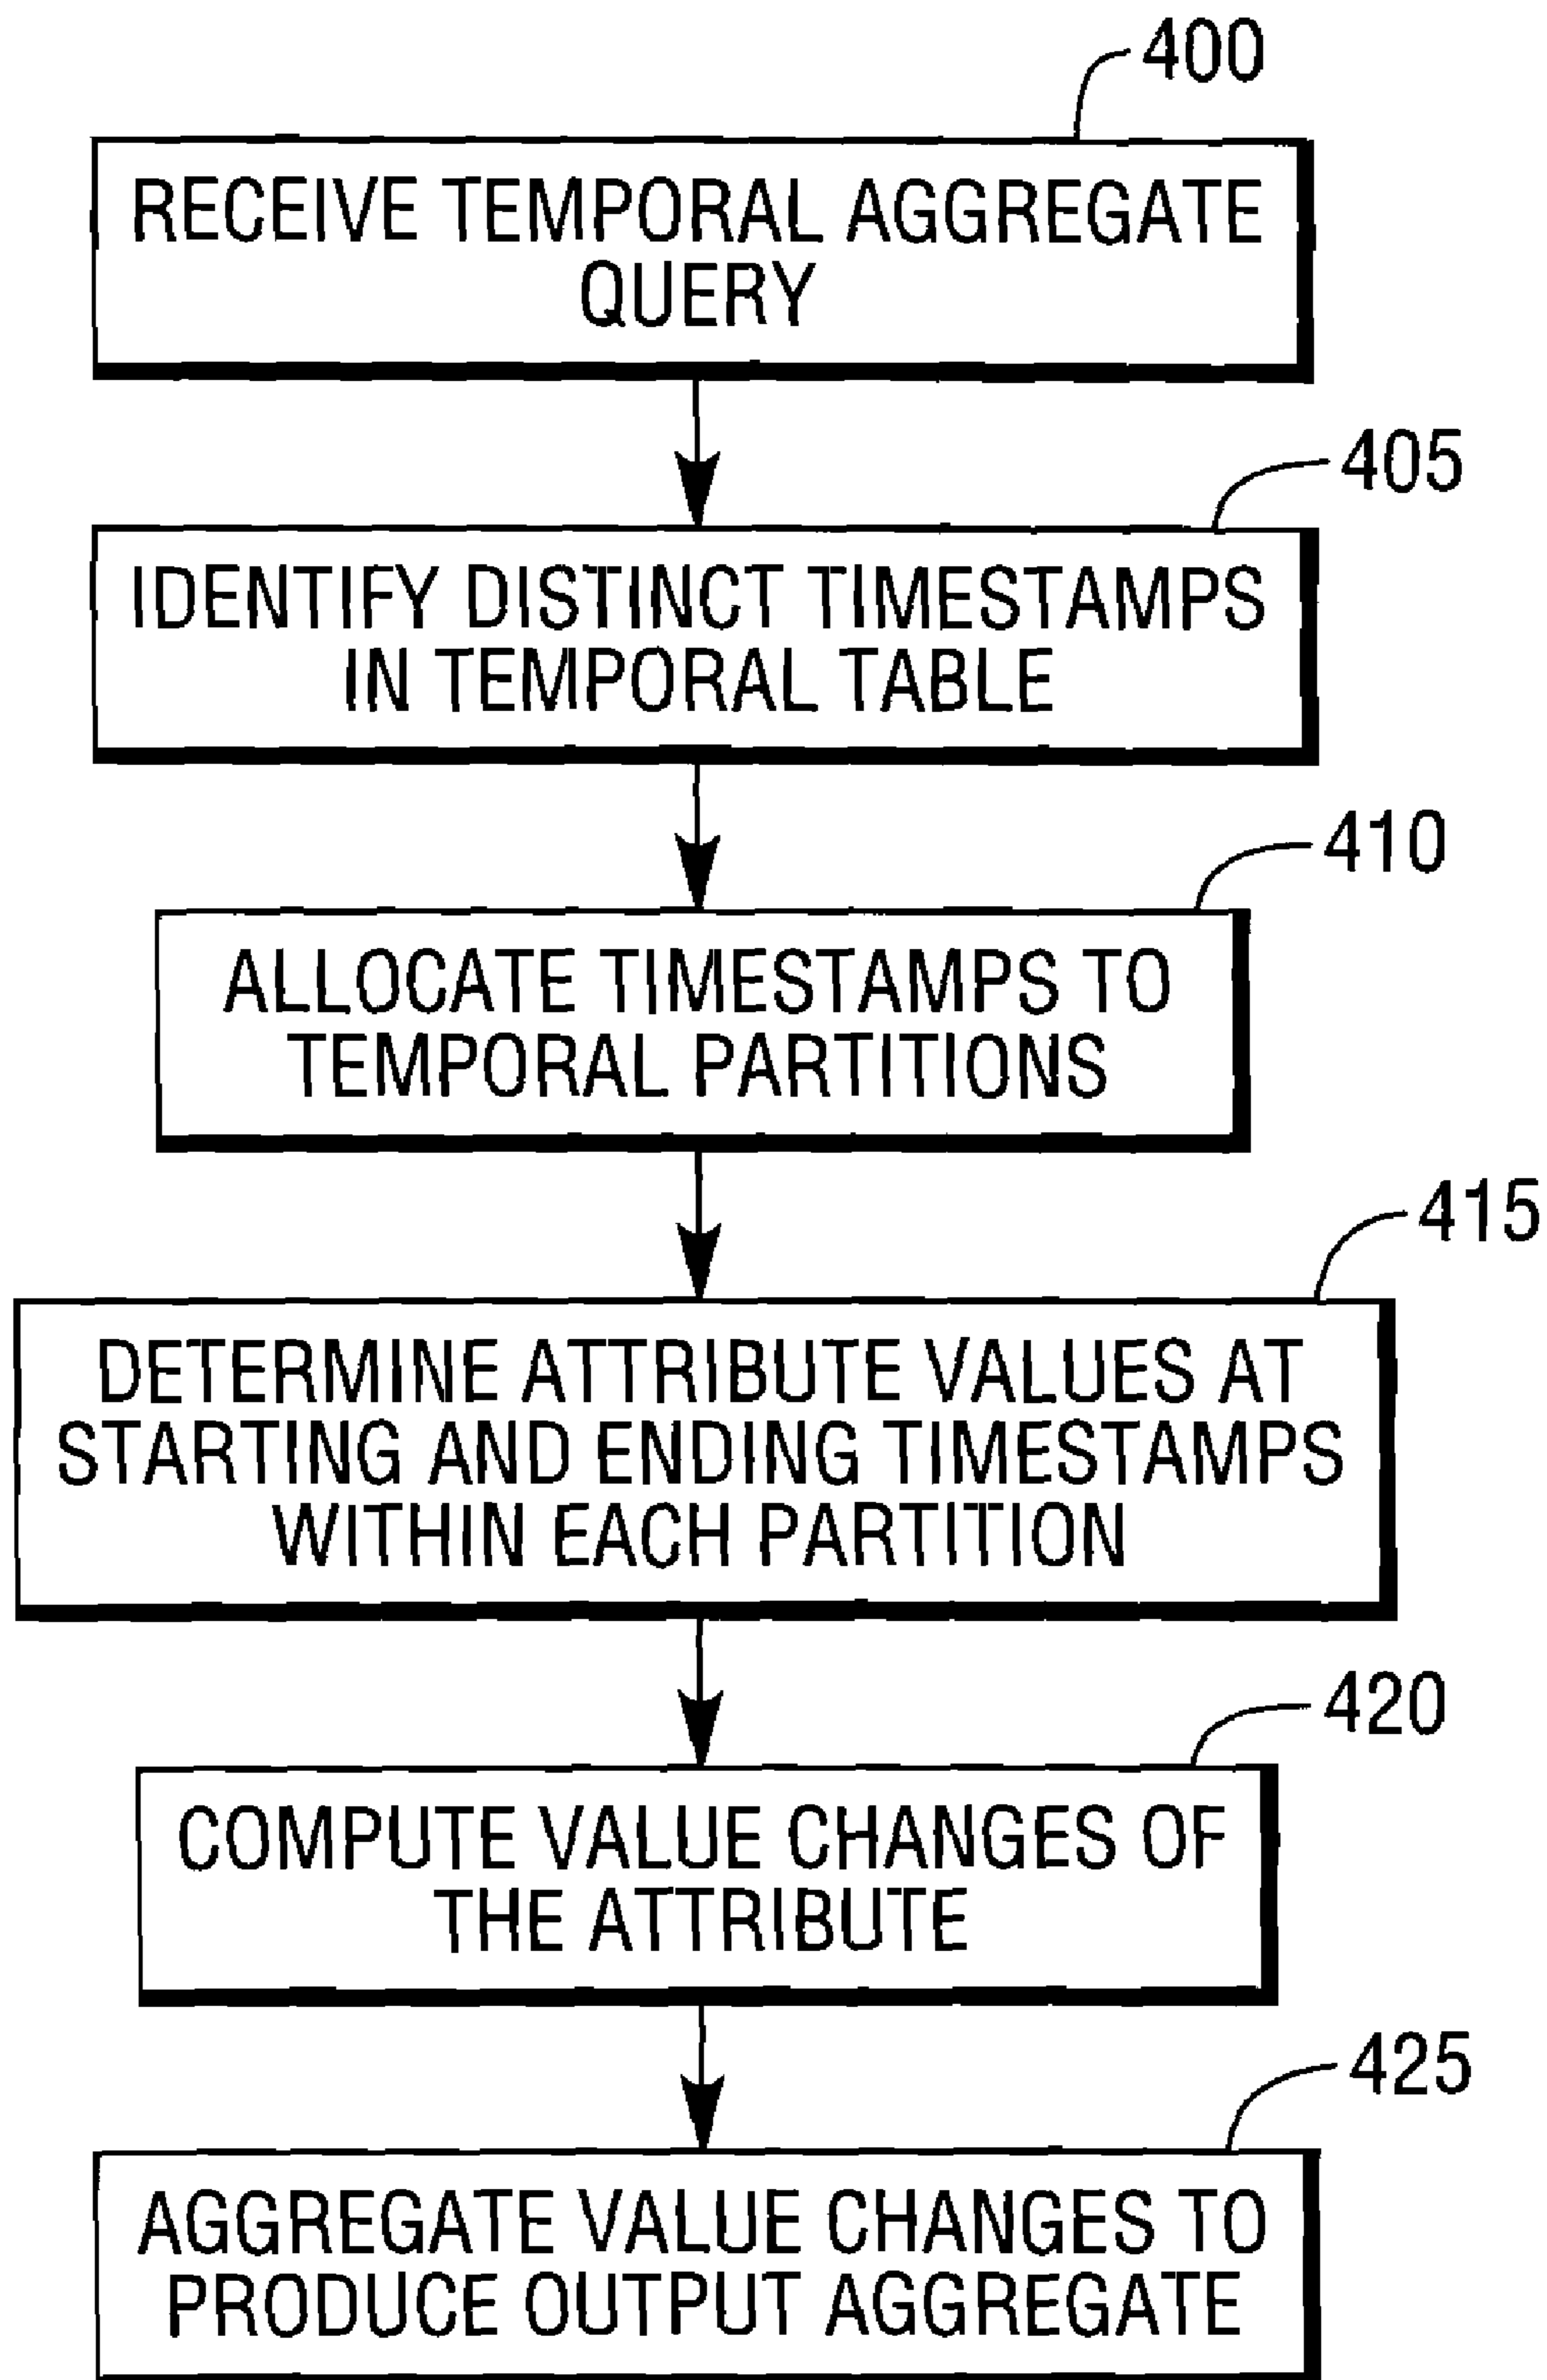 400
RECEIVE TEMPORAL AGGREGATE
QUERY
405
IDENTIFY DISTINCT TIMESTAMPS
IN TEMPORAL TABLE
410
ALLOCATE TIMESTAMPS TO
TEMPORAL PARTITIONS
415
DETERMINE ATTRIBUTE VALUES AT
STARTING AND ENDING TIMESTAMPS
WITHIN EACH PARTITION
420
COMPUTE VALUE CHANGES OF
THE ATTRIBUTE
425
AGGREGATE VALUE CHANGES TO
PRODUCE OUTPUT AGGREGATE